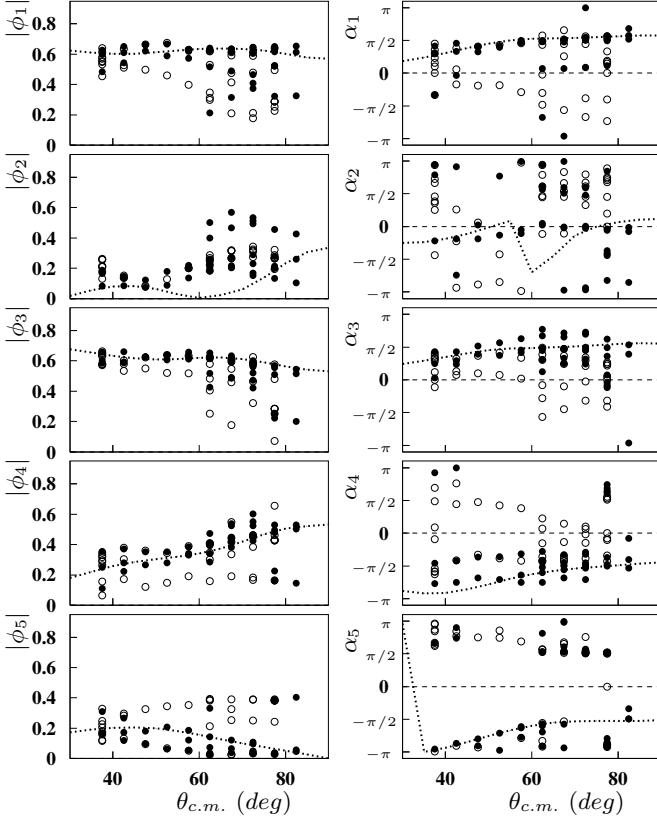 |ϕ1| 0.8 0.6 0.4 0.2 0
α1 π π/2 0 −π/2 −π
|ϕ2| 0.8 0.6 0.4 0.2 0
α2 π π/2 0 −π/2 −π
|ϕ3| 0.8 0.6 0.4 0.2 0
α3 π π/2 0 −π/2 −π
|ϕ4| 0.8 0.6 0.4 0.2 0
α4 π π/2 0 −π/2 −π
|ϕ5| 0.8 0.6 0.4 0.2 0
α5 π π/2 0 −π/2 −π
40 60 80
40 60 80
θc.m. (deg)
θc.m. (deg)